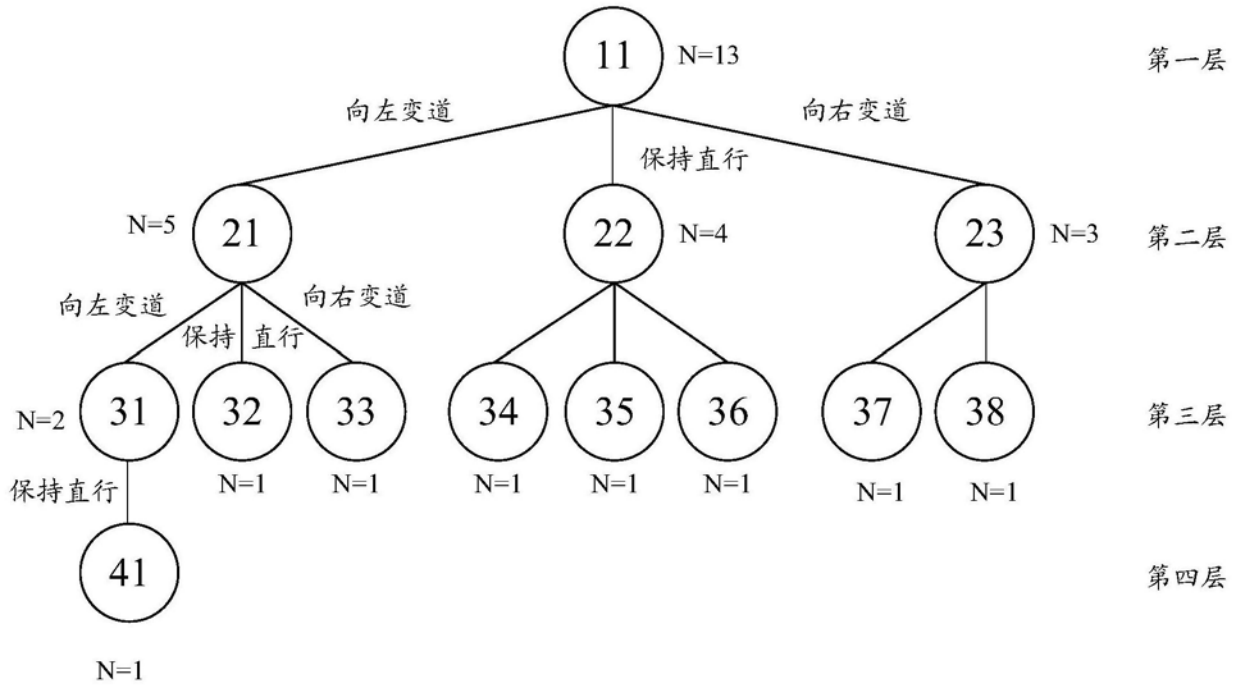 11 N=13 第一层
向左变道 向右变道
保持直行
N=5 21 22 N=4 23 N=3 第二层
向左变道 向右变道
保持 直行
N=2 31 32 33 34 35 36 37 38 第三层
N=1 N=1 N=1 N=1 N=1 N=1 N=1
保持直行
41 第四层
N=1